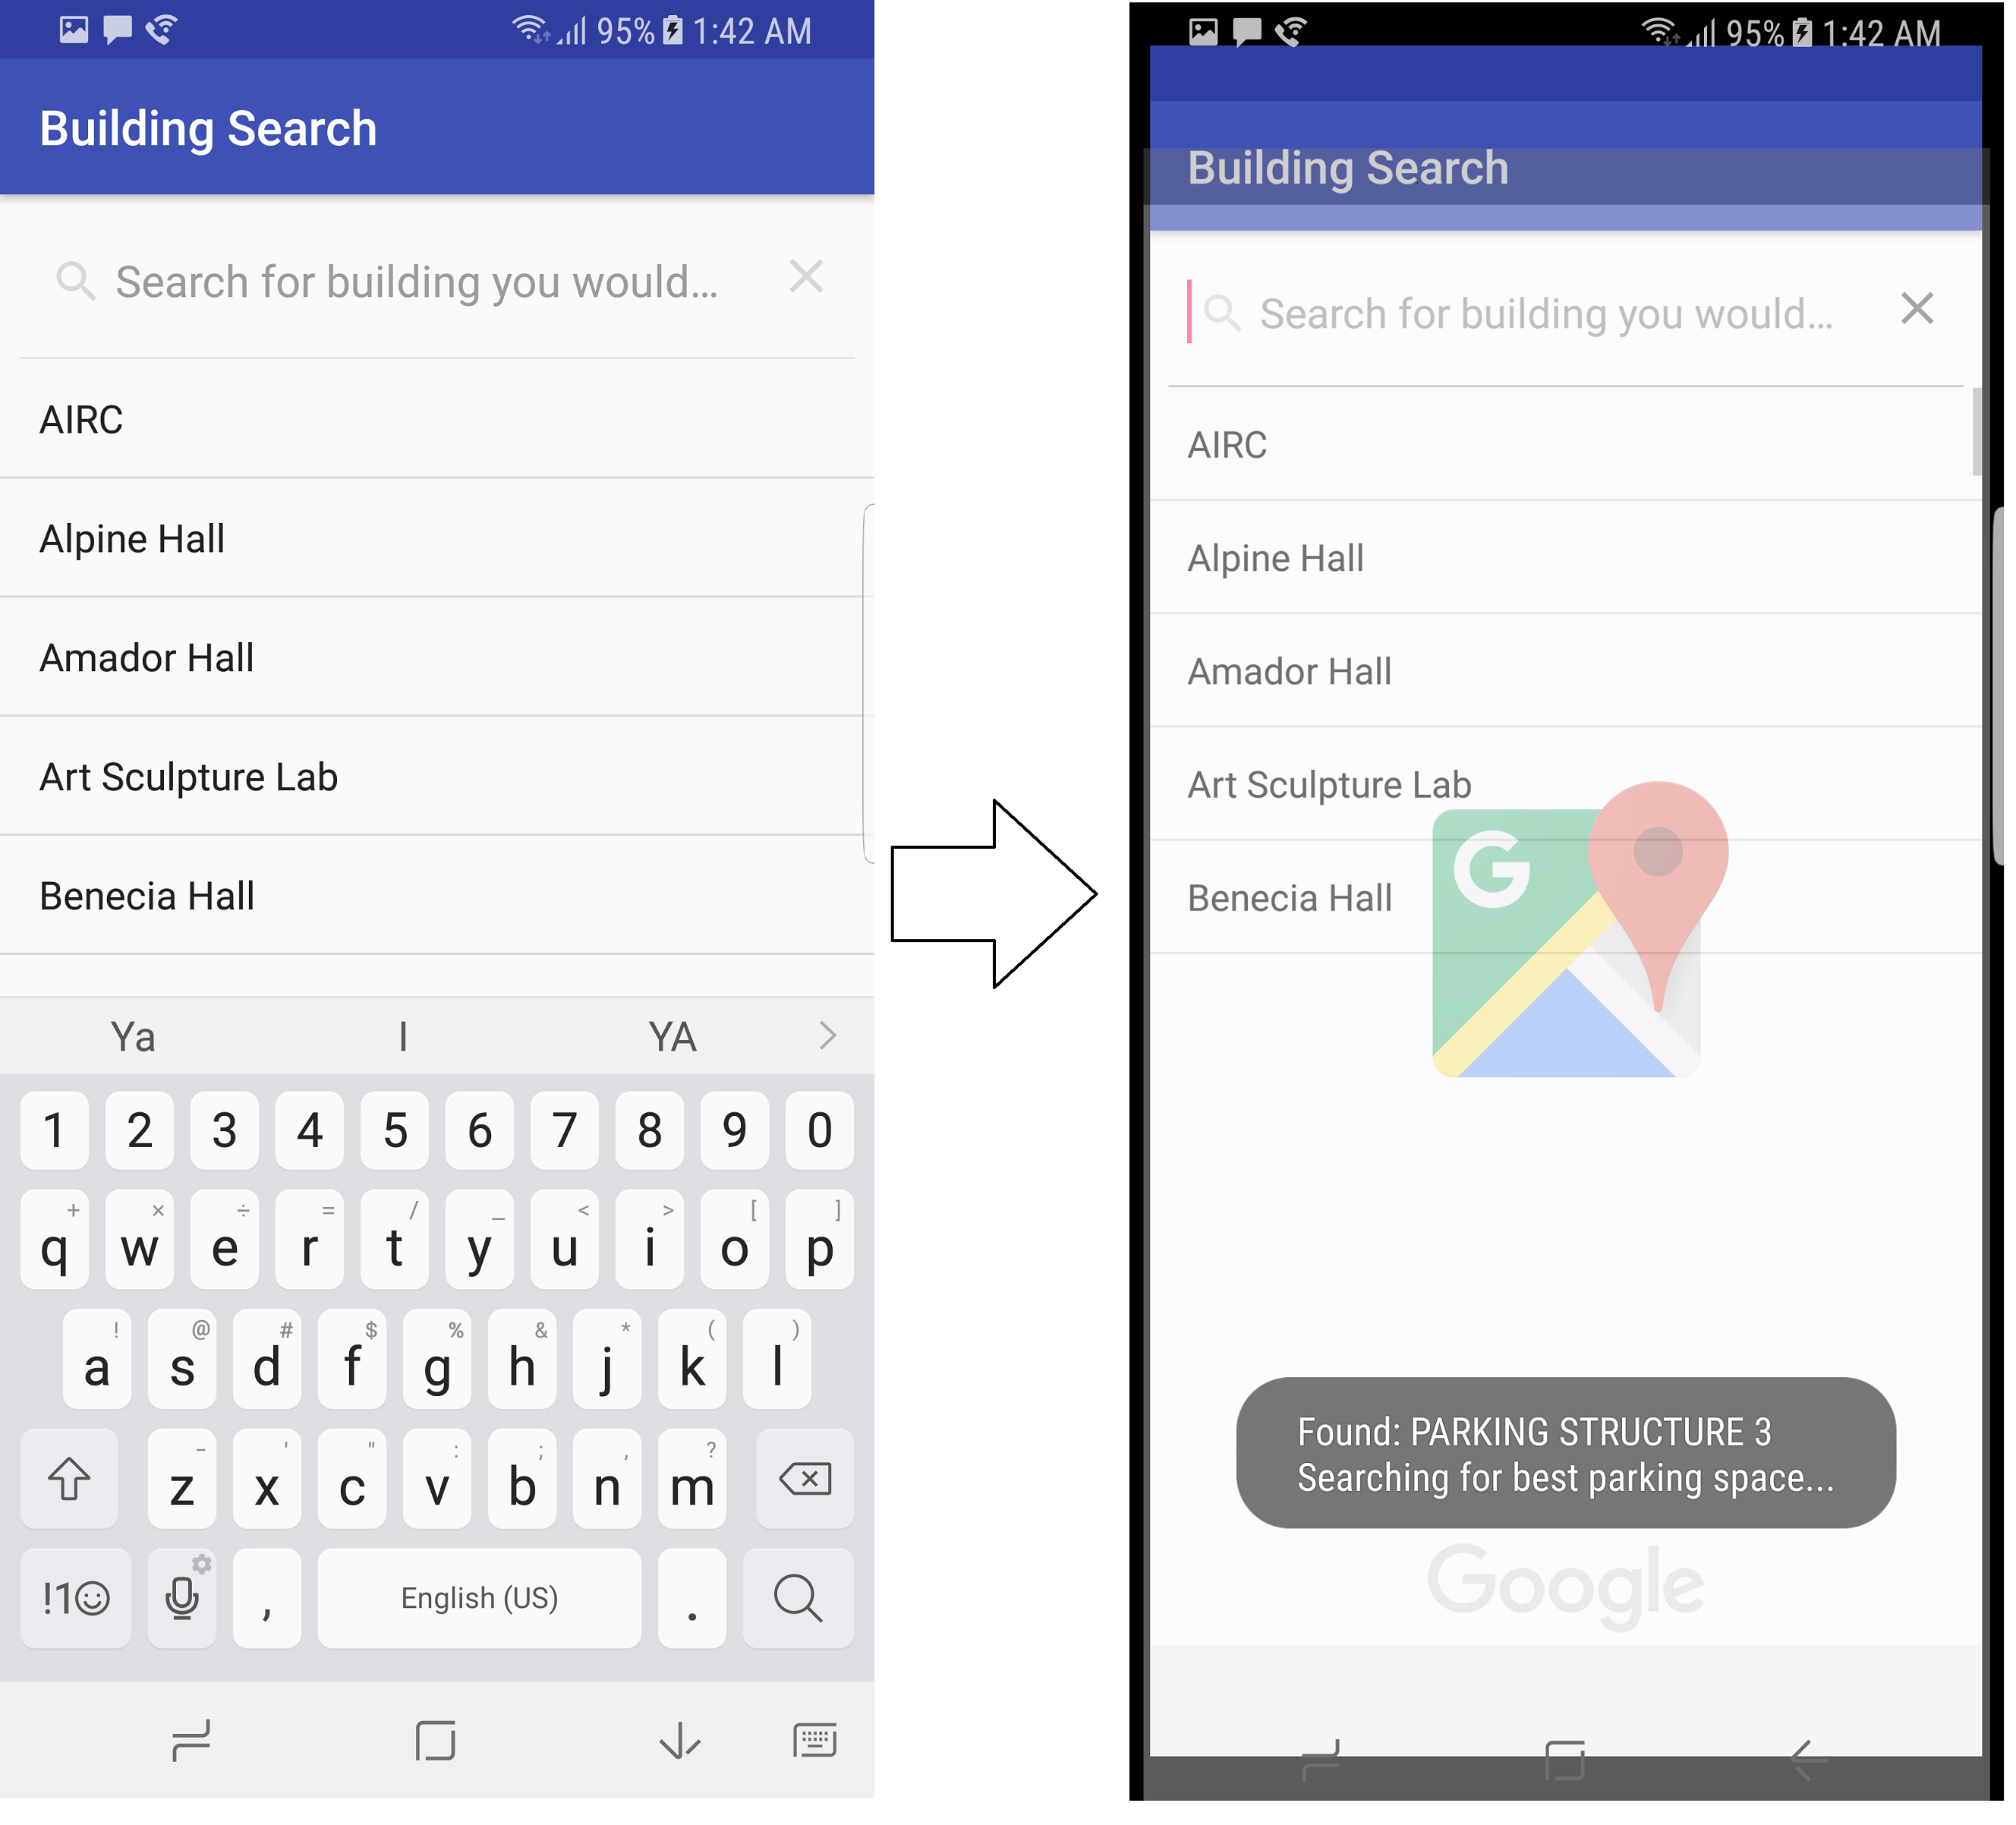 95% 1:42 AM
Building Search
Search for building you would...
AIRC
Alpine Hall
Amador Hall
Art Sculpture Lab
Benecia Hall
Ya I YA >
1 2 3 4 5 6 7 8 9 0
+ × ÷ = / _ < > [ ]
q w e r t y u i o p
! @ # $ % & * ( )
a s d f g h j k l
- ' " : ; , ?
z x c v b n m
!1☺ , English (US) .
95% 1:42 AM
Building Search
Search for building you would...
AIRC
Alpine Hall
Amador Hall
Art Sculpture Lab
G
Benecia Hall
Found: PARKING STRUCTURE 3
Searching for best parking space...
Google